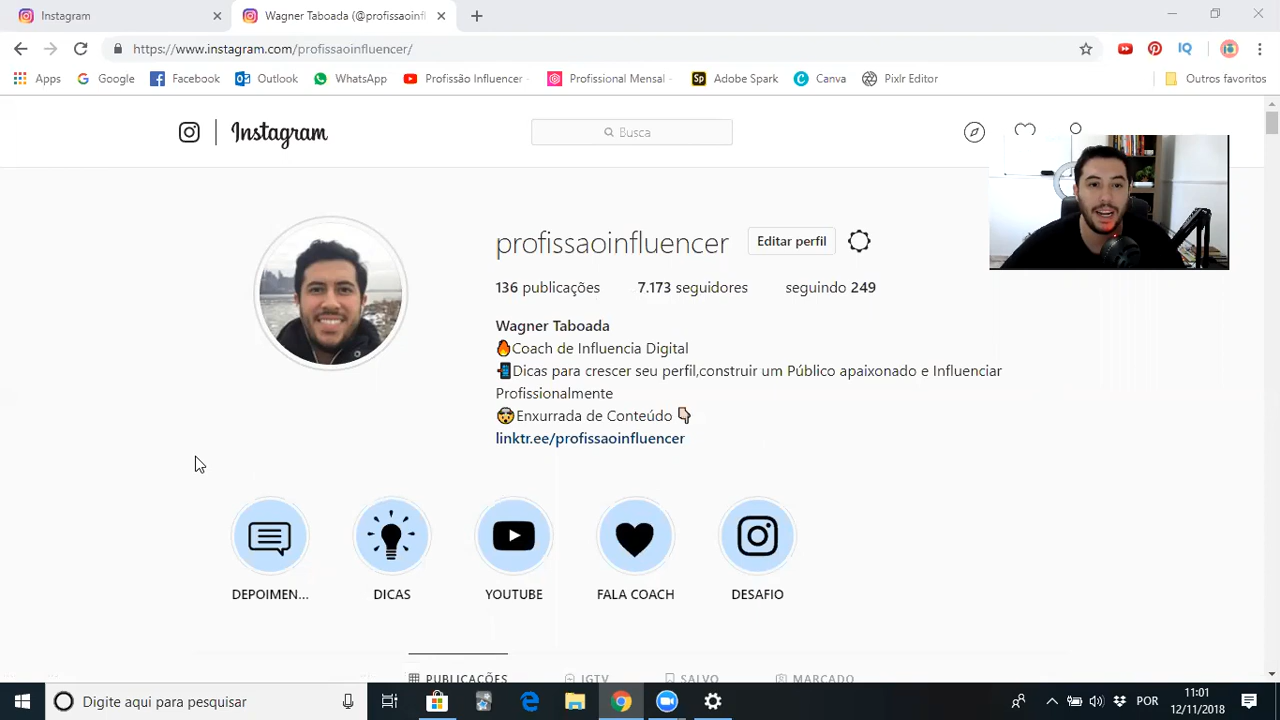 Instagram
Wagner Taboada (@profissaoinfl
https://www.instagram.com/profissaoinfluencer/
Apps Google Facebook Outlook WhatsApp Profissão Influencer - Profissional Mensal - Adobe Spark Canva Pixlr Editor Outros favoritos
Instagram
Busca
profissaoinfluencer Editar perfil
136 publicações 7.173 seguidores seguindo 249
Wagner Taboada
Coach de Influencia Digital
Dicas para crescer seu perfil,construir um Público apaixonado e Influenciar
Profissionalmente
Enxurrada de Conteúdo
linktr.ee/profissaoinfluencer
DEPOIMEN... DICAS YOUTUBE FALA COACH DESAFIO
PUBLICAÇÕES IGTV SALVO MARCADO
Digite aqui para pesquisar
POR
11:01
12/11/2018